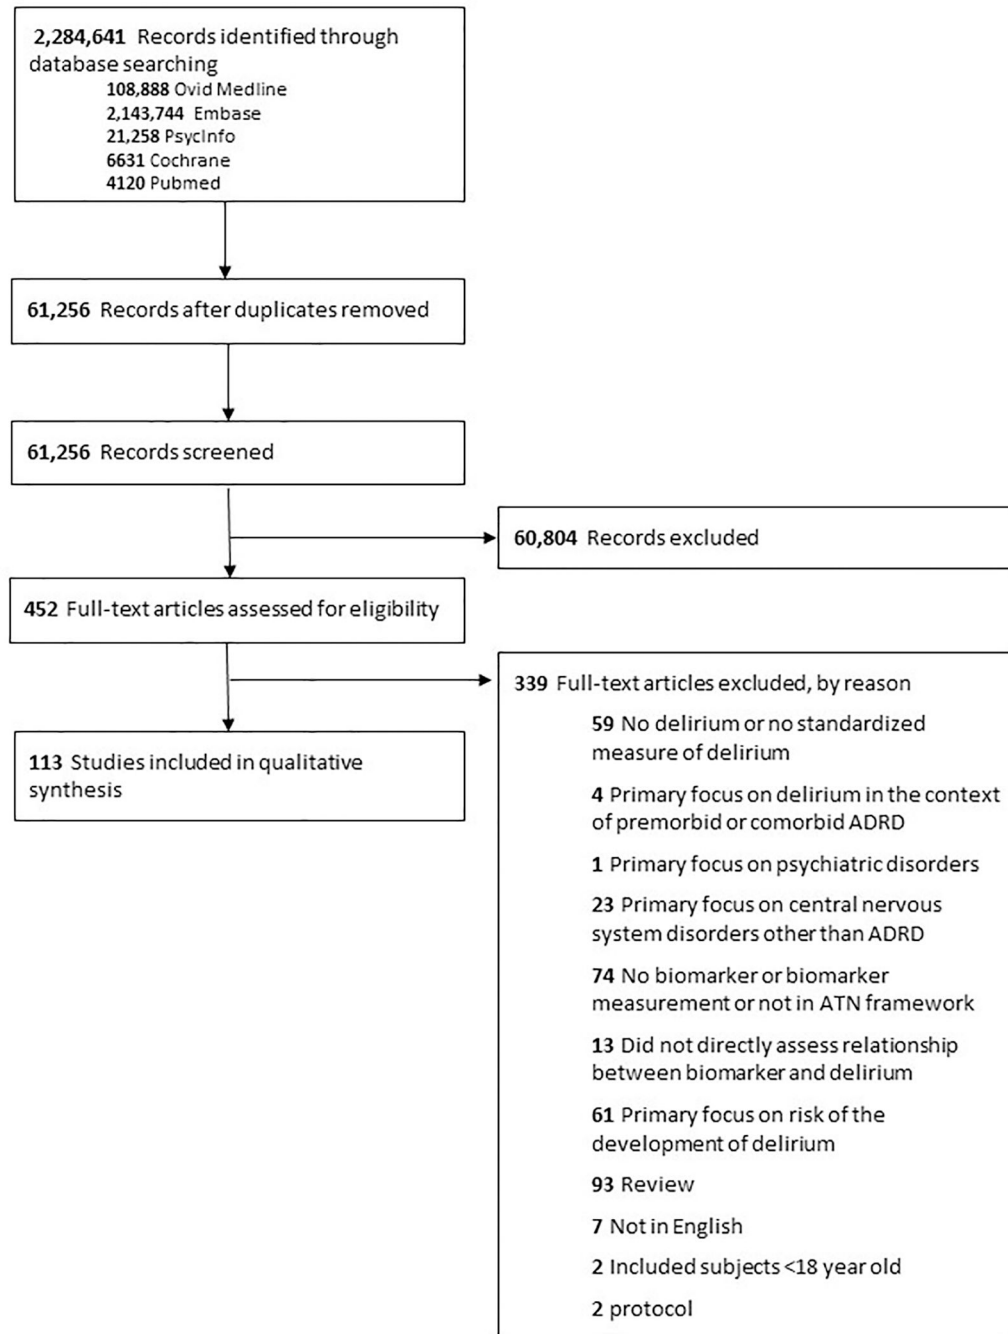 2,284,641 Records identified through
database searching
108,888 Ovid Medline
2,143,744 Embase
21,258 PsycInfo
6631 Cochrane
4120 Pubmed
61,256 Records after duplicates removed
61,256 Records screened
60,804 Records excluded
452 Full-text articles assessed for eligibility
339 Full-text articles excluded, by reason
59 No delirium or no standardized
measure of delirium
4 Primary focus on delirium in the context
of premorbid or comorbid ADRD
1 Primary focus on psychiatric disorders
23 Primary focus on central nervous
system disorders other than ADRD
74 No biomarker or biomarker
measurement or not in ATN framework
13 Did not directly assess relationship
between biomarker and delirium
61 Primary focus on risk of the
development of delirium
93 Review
7 Not in English
2 Included subjects <18 year old
2 protocol
113 Studies included in qualitative
synthesis